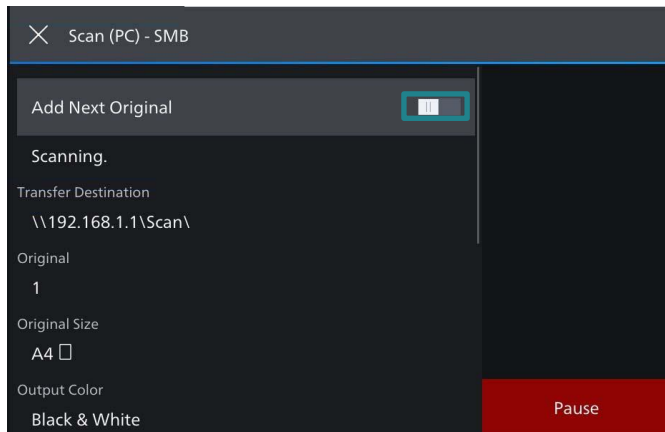 Scan (PC) - SMB
Add Next Original
Scanning.
Transfer Destination
\\192.168.1.1\Scan\
Original
1
Original Size
A4
Output Color
Black & White
Pause